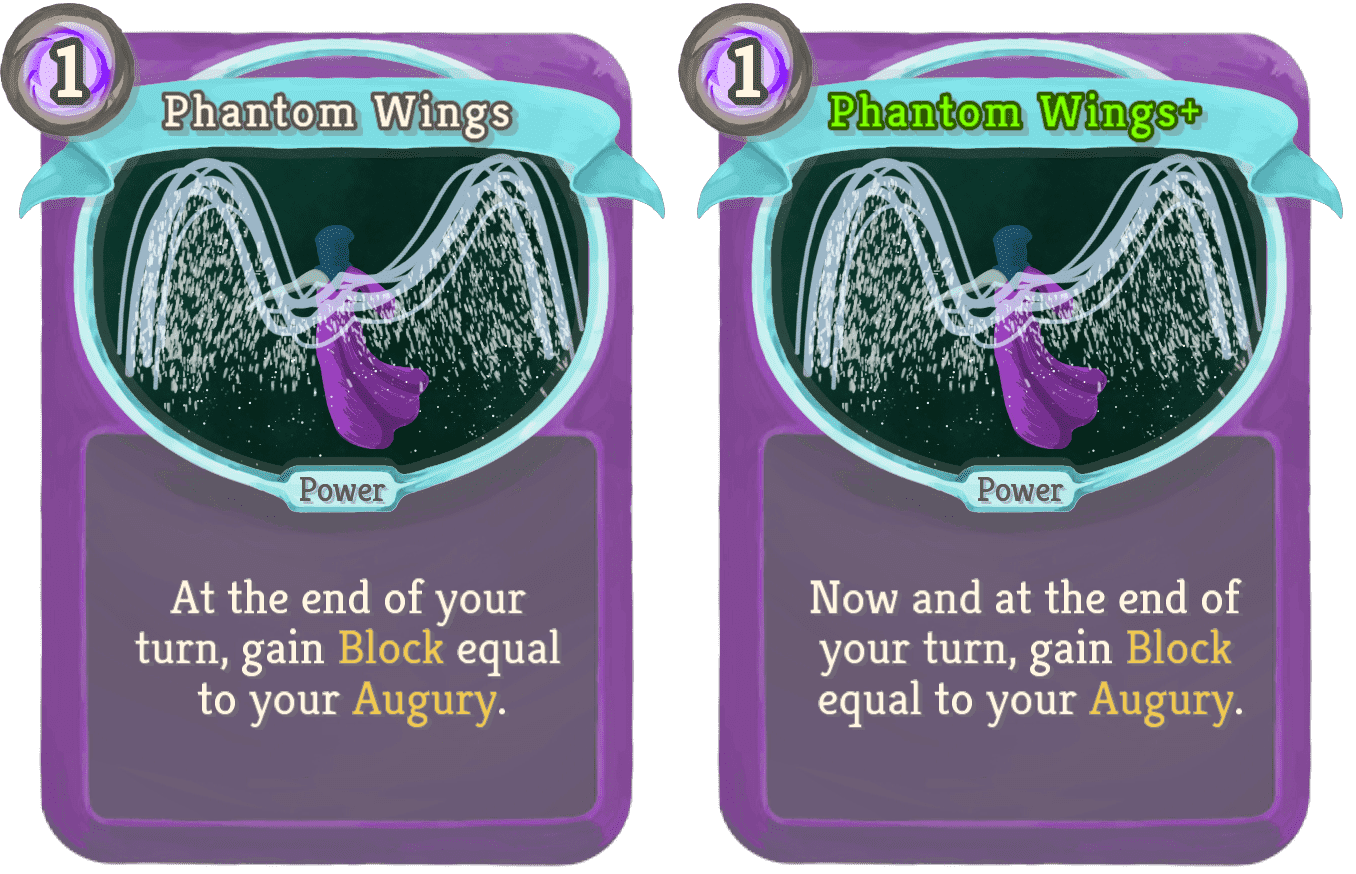 1
Phantom Wings
Power
At the end of your
turn, gain Block equal
to your Augury.
1
Phantom Wings+
Power
Now and at the end of
your turn, gain Block
equal to your Augury.